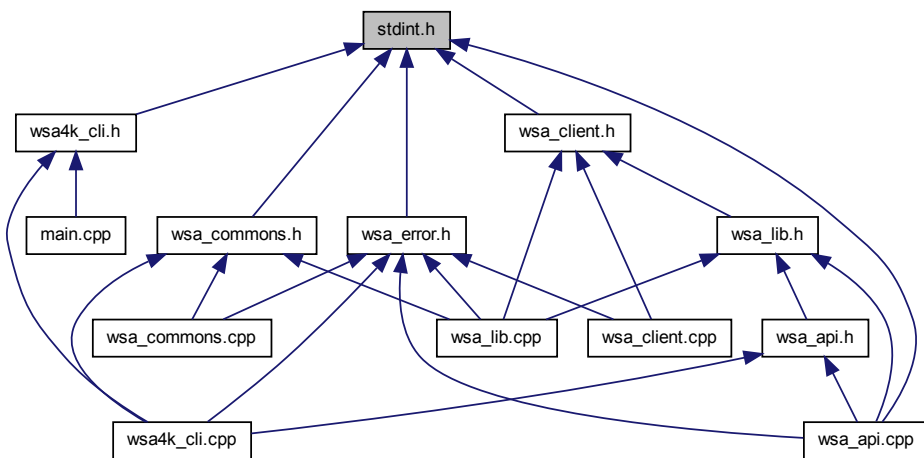 stdint.h
wsa4k_cli.h
wsa_client.h
main.cpp
wsa_commons.h
wsa_error.h
wsa_lib.h
wsa_commons.cpp
wsa_lib.cpp
wsa_client.cpp
wsa_api.h
wsa4k_cli.cpp
wsa_api.cpp